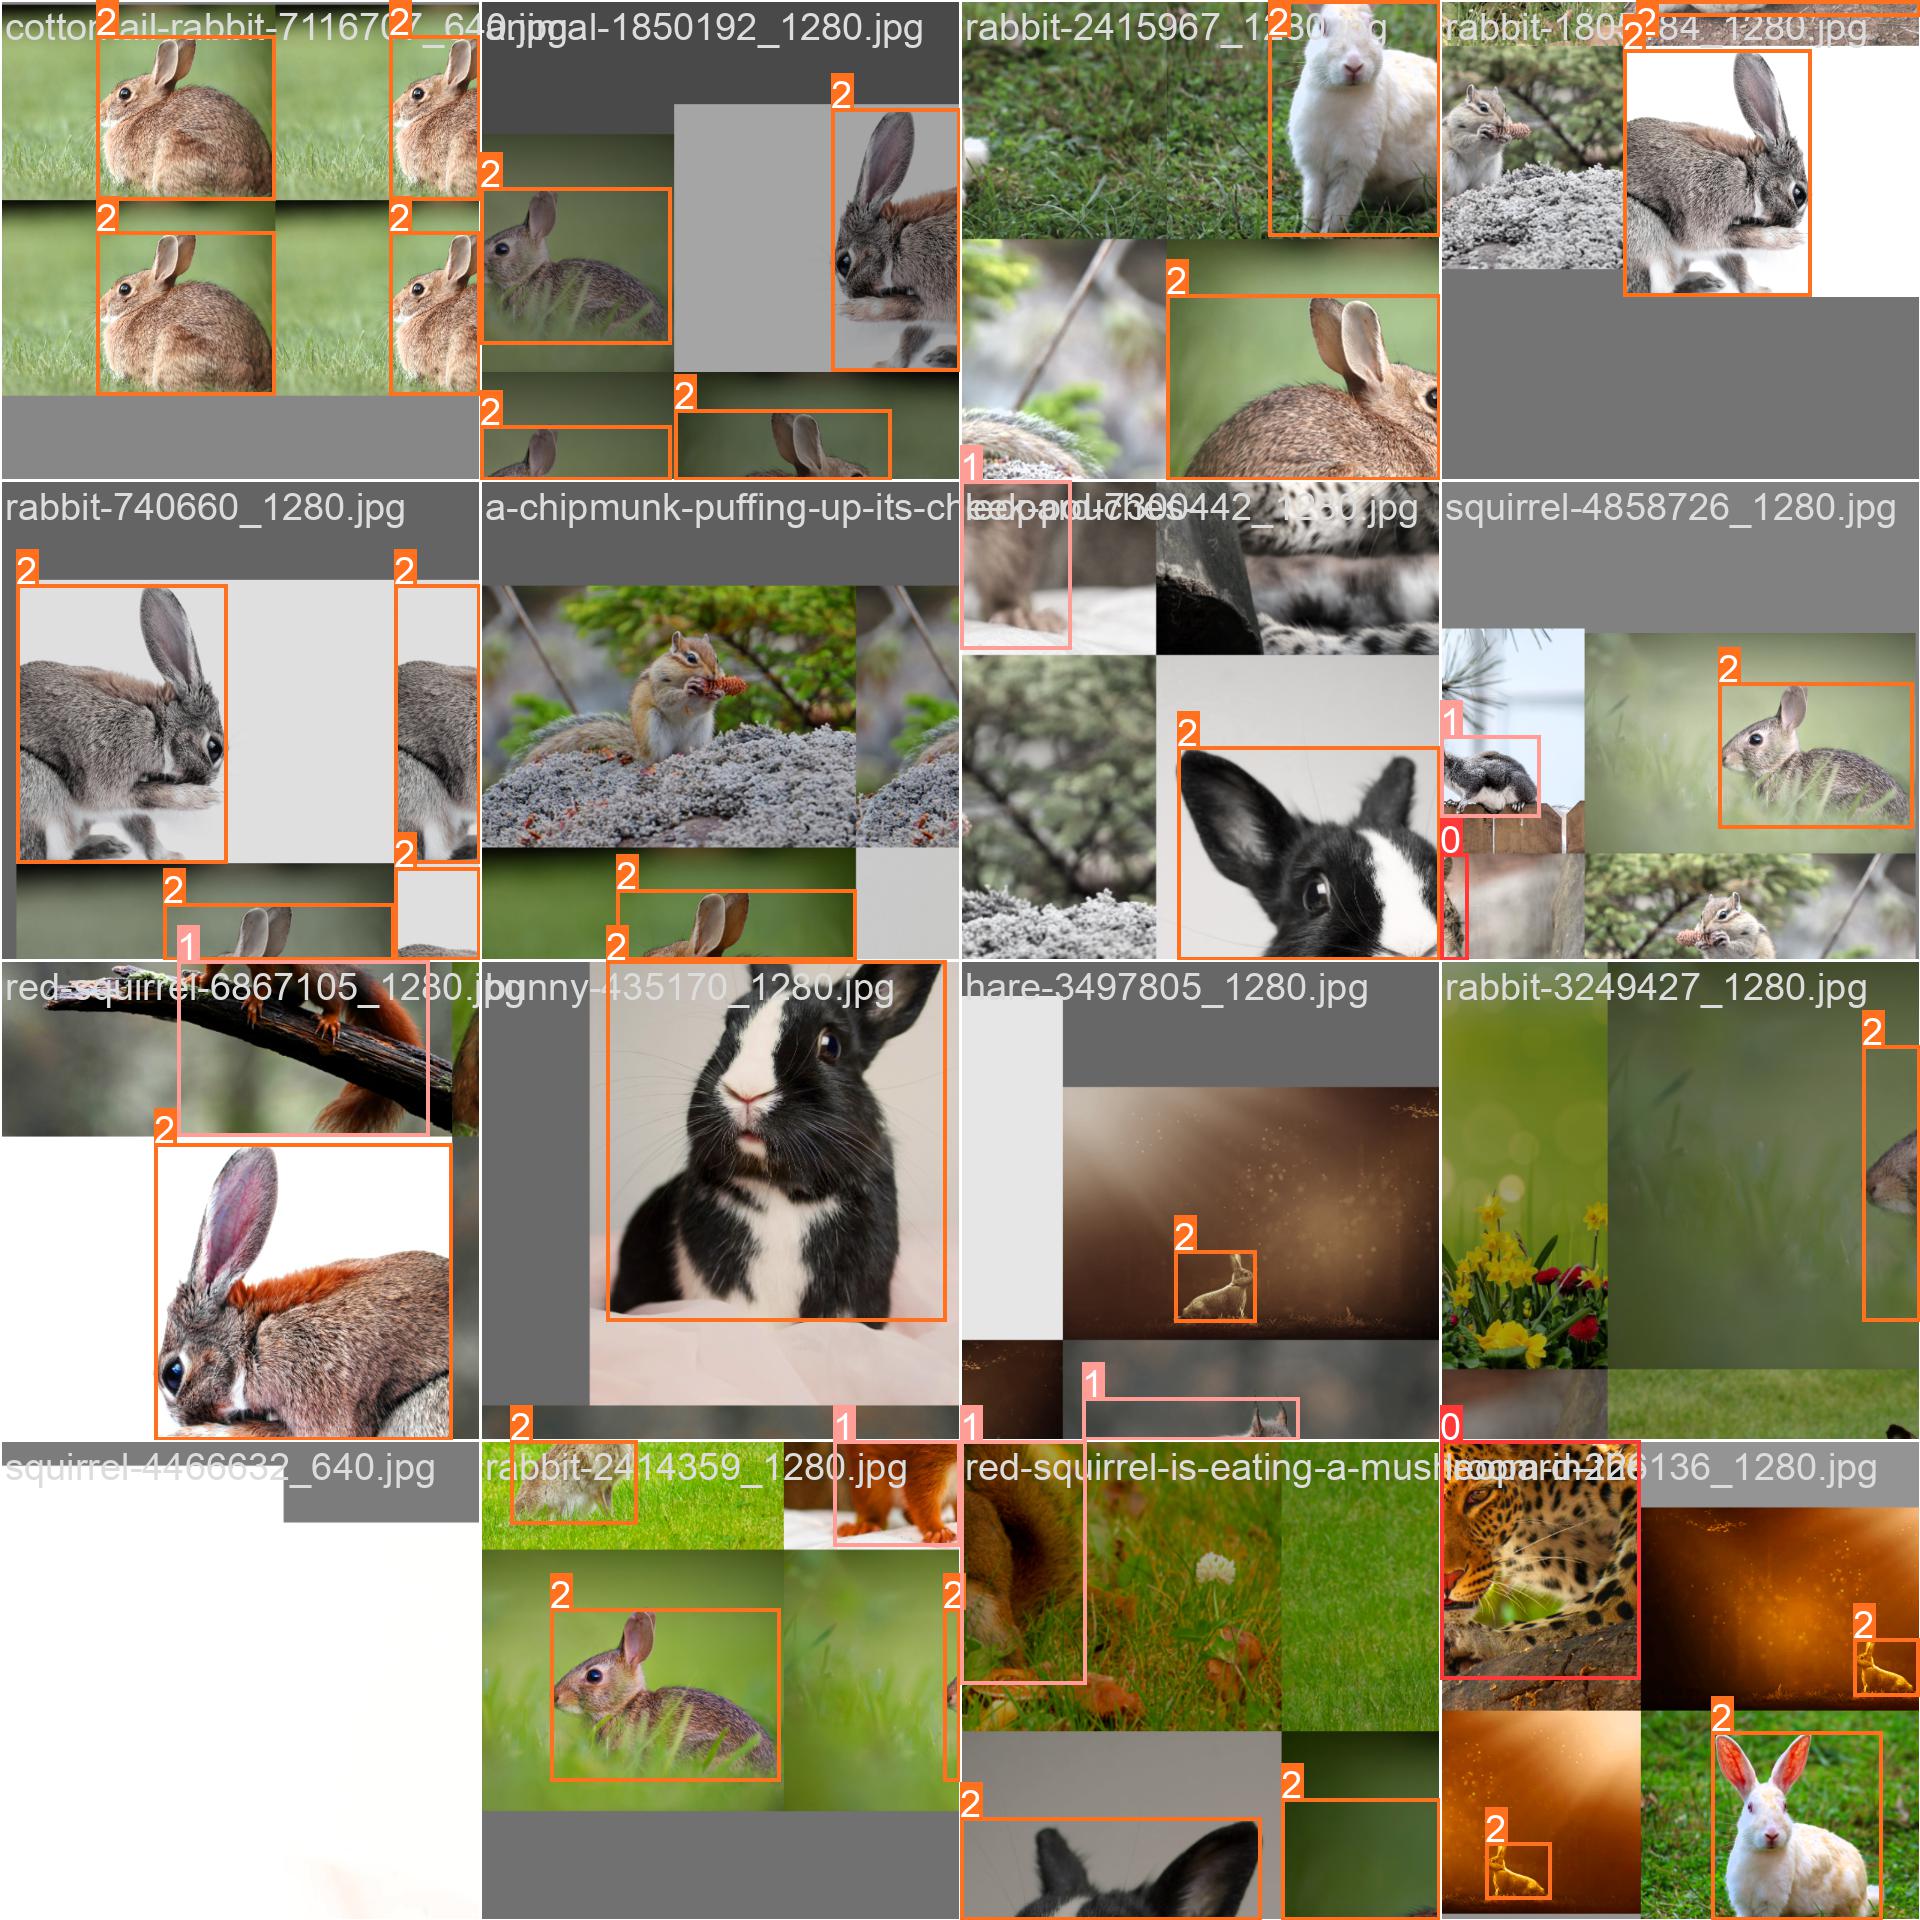 cottontail-rabbit-7116707_640.jpg
animal-1850192_1280.jpg
rabbit-2415967_1280.jpg
2
rabbit-1805_84_1280.jpg
2
2
2
2
2
2
2
2
2
2
2
2
1
rabbit-740660_1280.jpg
a-chipmunk-puffing-up-its-cheek-pouches-
leopard-7300442_1280.jpg
squirrel-4858726_1280.jpg
2
2
2
1
2
2
0
2
2
2
1
red-squirrel-6867105_1280.jpg
bunny-435170_1280.jpg
hare-3497805_1280.jpg
rabbit-3249427_1280.jpg
2
2
2
1
2
1
1
0
squirrel-4466632_640.jpg
rabbit-2414359_1280.jpg
red-squirrel-is-eating-a-mushroom-in-the
leopard-226136_1280.jpg
2
2
2
2
2
2
2